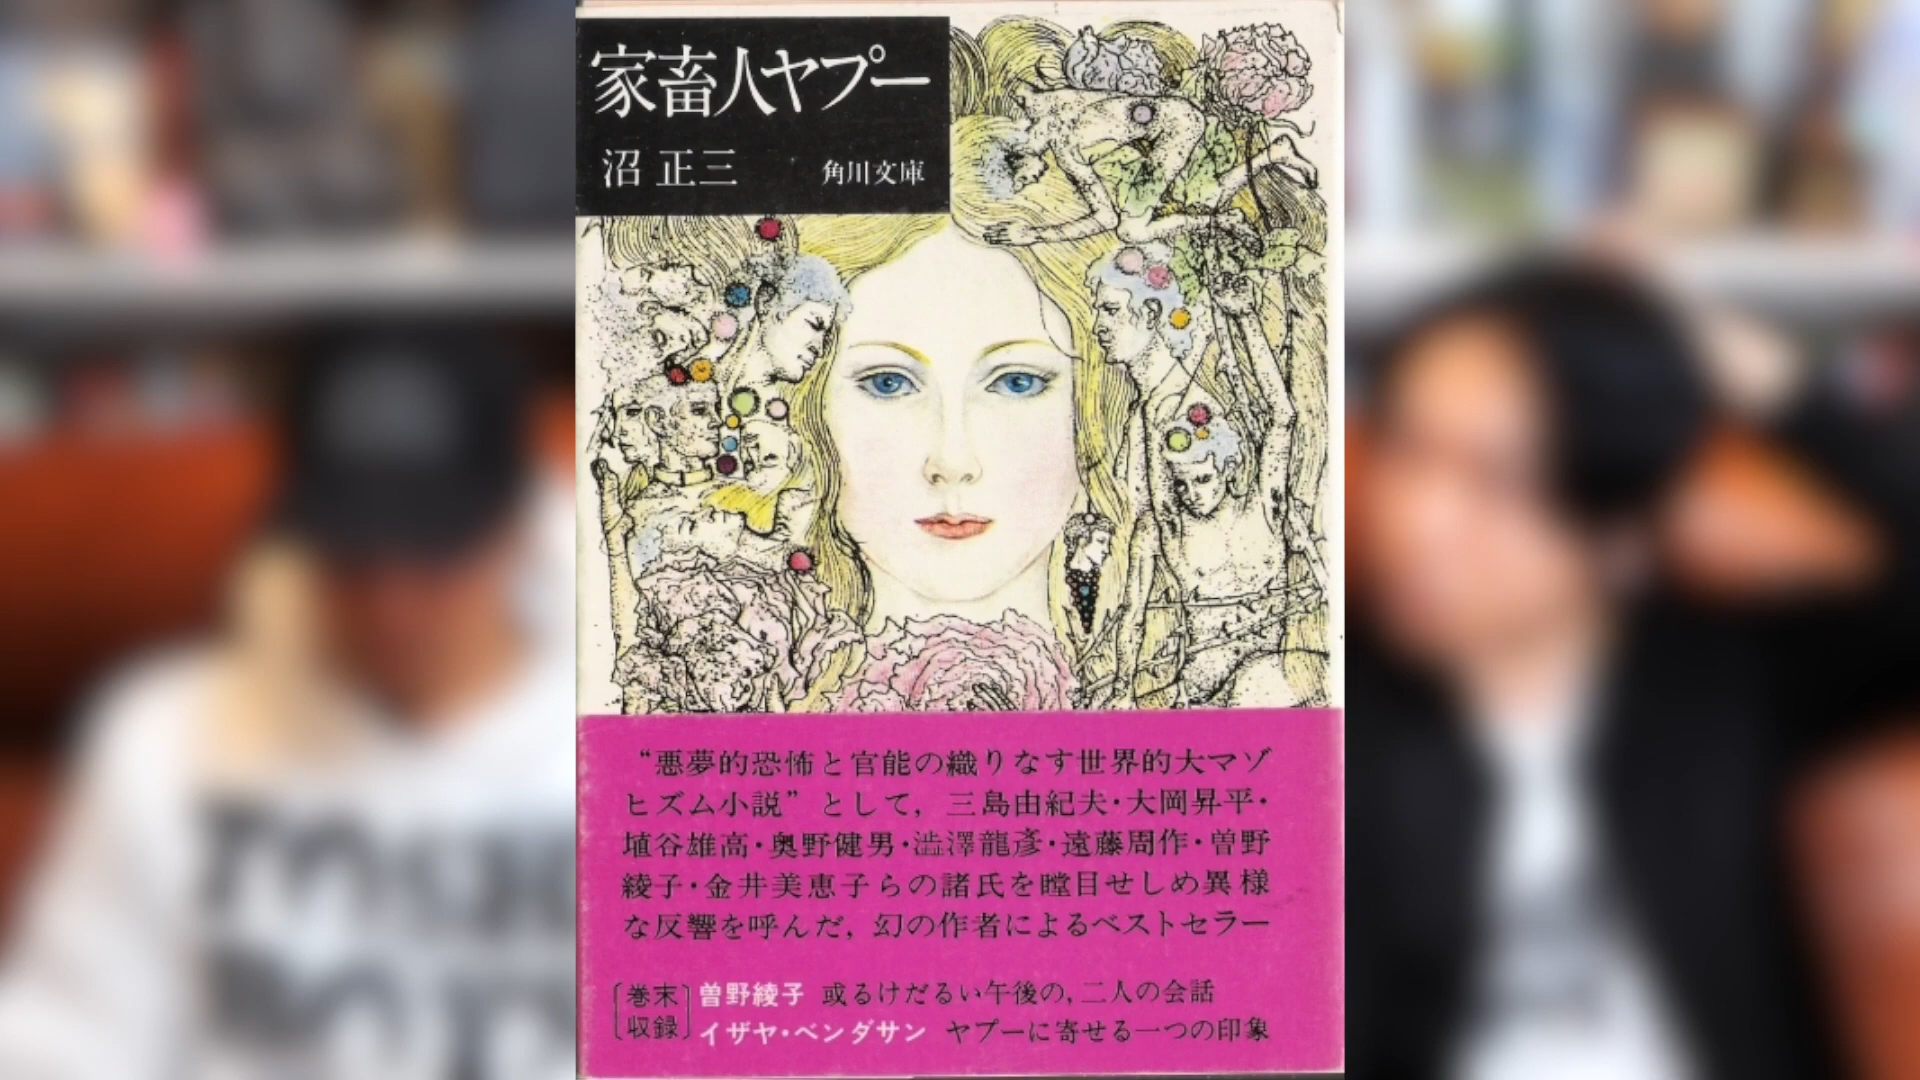 家畜人ヤプー
沼 正三 角川文庫
“悪夢的恐怖と官能の織りなす世界的大マゾ
ヒズム小説”として，三島由紀夫・大岡昇平・
埴谷雄高・奥野健男・澁澤龍彥・遠藤周作・曽野
綾子・金井美恵子らの諸氏を瞠目せしめ異様
な反響を呼んだ，幻の作者によるベストセラー
〔巻末収録〕曽野綾子 或るけだるい午後の，二人の会話
イザヤ・ベンダサン ヤプーに寄せる一つの印象